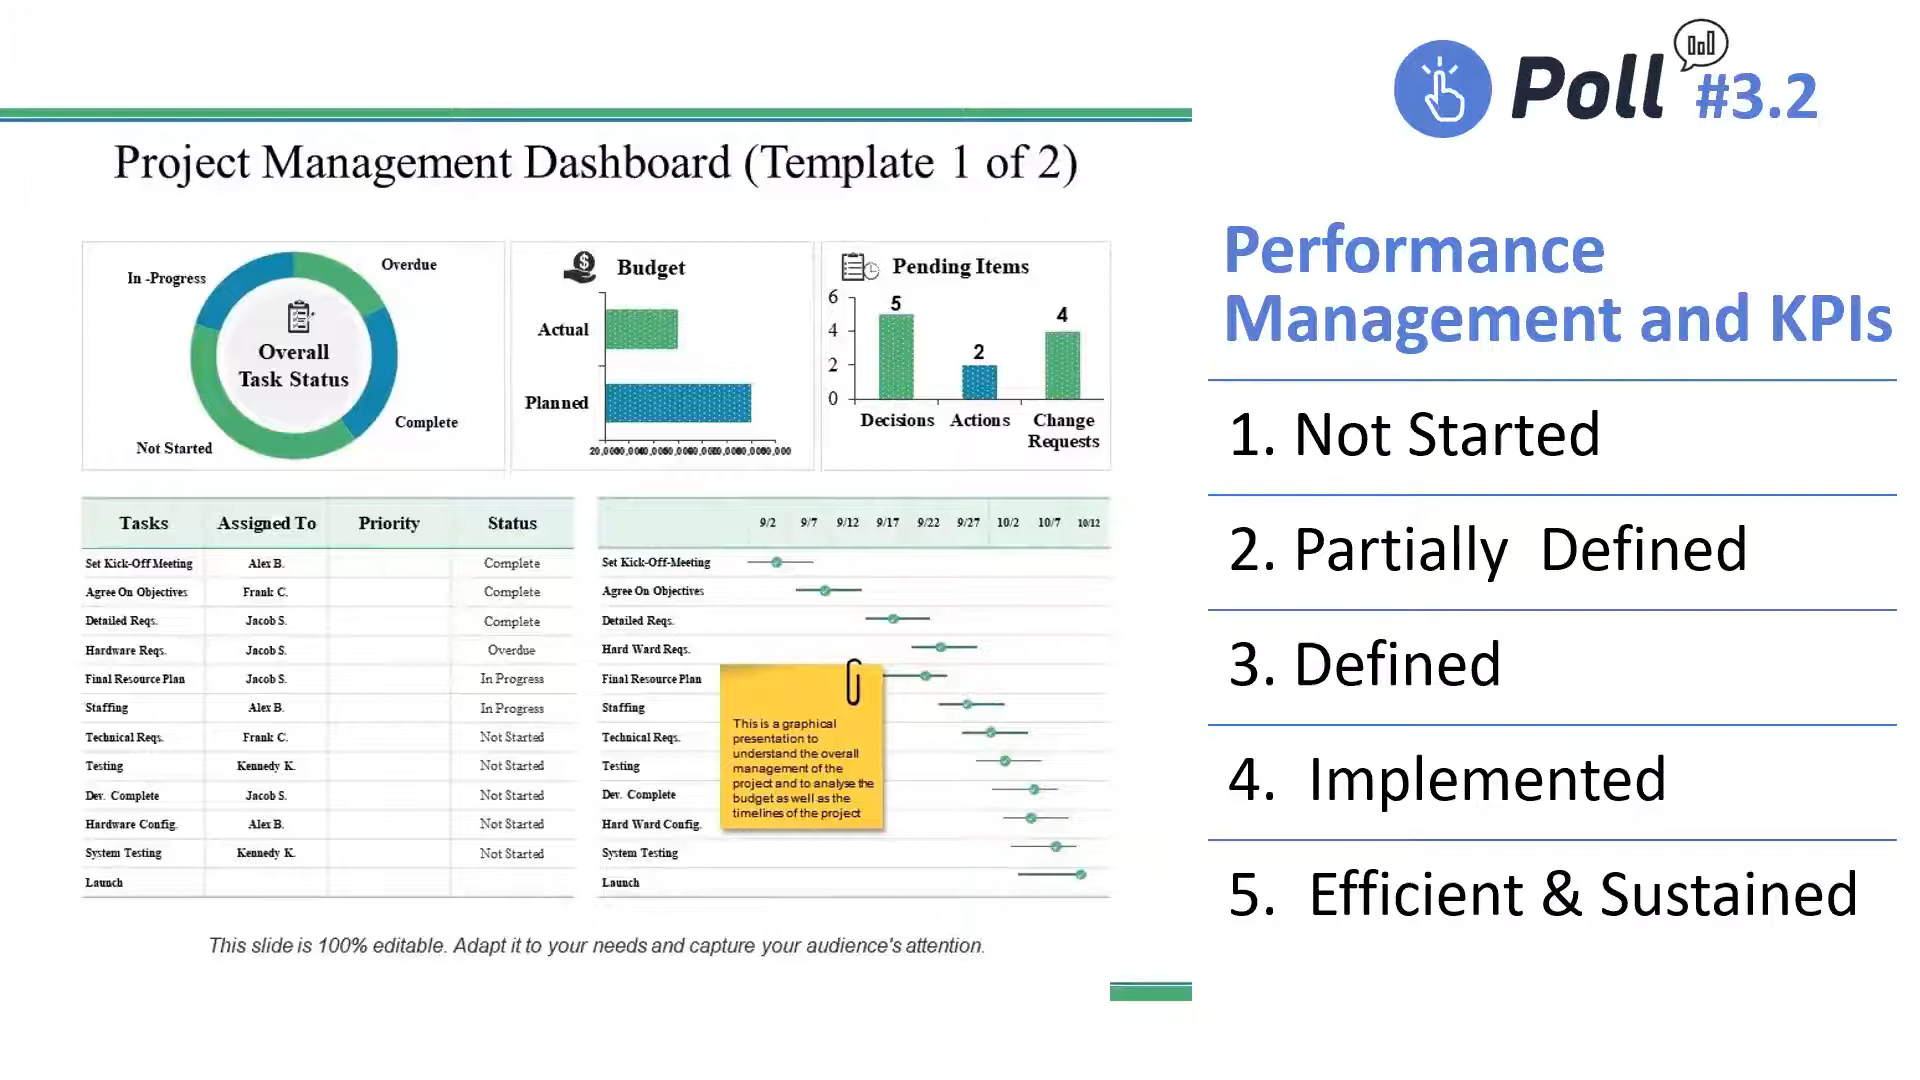 Poll #3.2
Project Management Dashboard (Template 1 of 2)
In -Progress
Overdue
Overall
Task Status
Complete
Not Started
Budget
Actual
Planned
Pending Items
6
4
2
0
5
2
4
Decisions
Actions
Change
Requests
Tasks Assigned To Priority Status
Set Kick-Off Meeting Alex B. Complete
Agree On Objectives Frank C. Complete
Detailed Reqs. Jacob S. Complete
Hardware Reqs. Jacob S. Overdue
Final Resource Plan Jacob S. In Progress
Staffing Alex B. In Progress
Technical Reqs. Frank C. Not Started
Testing Kennedy K. Not Started
Dev. Complete Jacob S. Not Started
Hardware Config. Alex B. Not Started
System Testing Kennedy K. Not Started
Launch
9/2 9/7 9/12 9/17 9/22 9/27 10/2 10/7 10/12
Set Kick-Off-Meeting
Agree On Objectives
Detailed Reqs.
Hard Ward Reqs.
Final Resource Plan
Staffing
Technical Reqs.
Testing
Dev. Complete
Hard Ward Config.
System Testing
Launch
This is a graphical
presentation to
understand the overall
management of the
project and to analyse the
budget as well as the
timelines of the project
This slide is 100% editable. Adapt it to your needs and capture your audience's attention.
Performance
Management and KPIs
1. Not Started
2. Partially Defined
3. Defined
4. Implemented
5. Efficient & Sustained